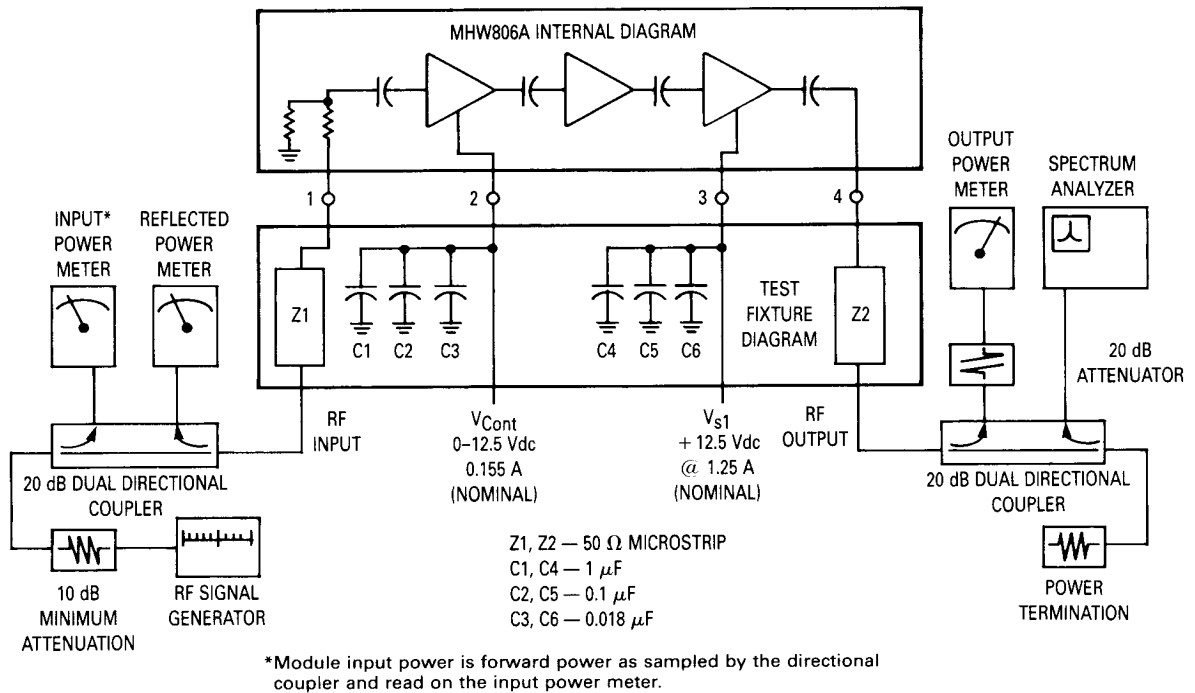 MHW806A INTERNAL DIAGRAM
1
2
3
4
INPUT*
POWER
METER
REFLECTED
POWER
METER
OUTPUT
POWER
METER
SPECTRUM
ANALYZER
Z1
C1
C2
C3
C4
C5
C6
TEST
FIXTURE
DIAGRAM
Z2
20 dB
ATTENUATOR
RF
INPUT
VCont
0–12.5 Vdc
0.155 A
(NOMINAL)
Vs1
+ 12.5 Vdc
@ 1.25 A
(NOMINAL)
RF
OUTPUT
20 dB DUAL DIRECTIONAL
COUPLER
20 dB DUAL DIRECTIONAL
COUPLER
10 dB
MINIMUM
ATTENUATION
RF SIGNAL
GENERATOR
Z1, Z2 — 50 Ω MICROSTRIP
C1, C4 — 1 μF
C2, C5 — 0.1 μF
C3, C6 — 0.018 μF
POWER
TERMINATION
*Module input power is forward power as sampled by the directional
coupler and read on the input power meter.